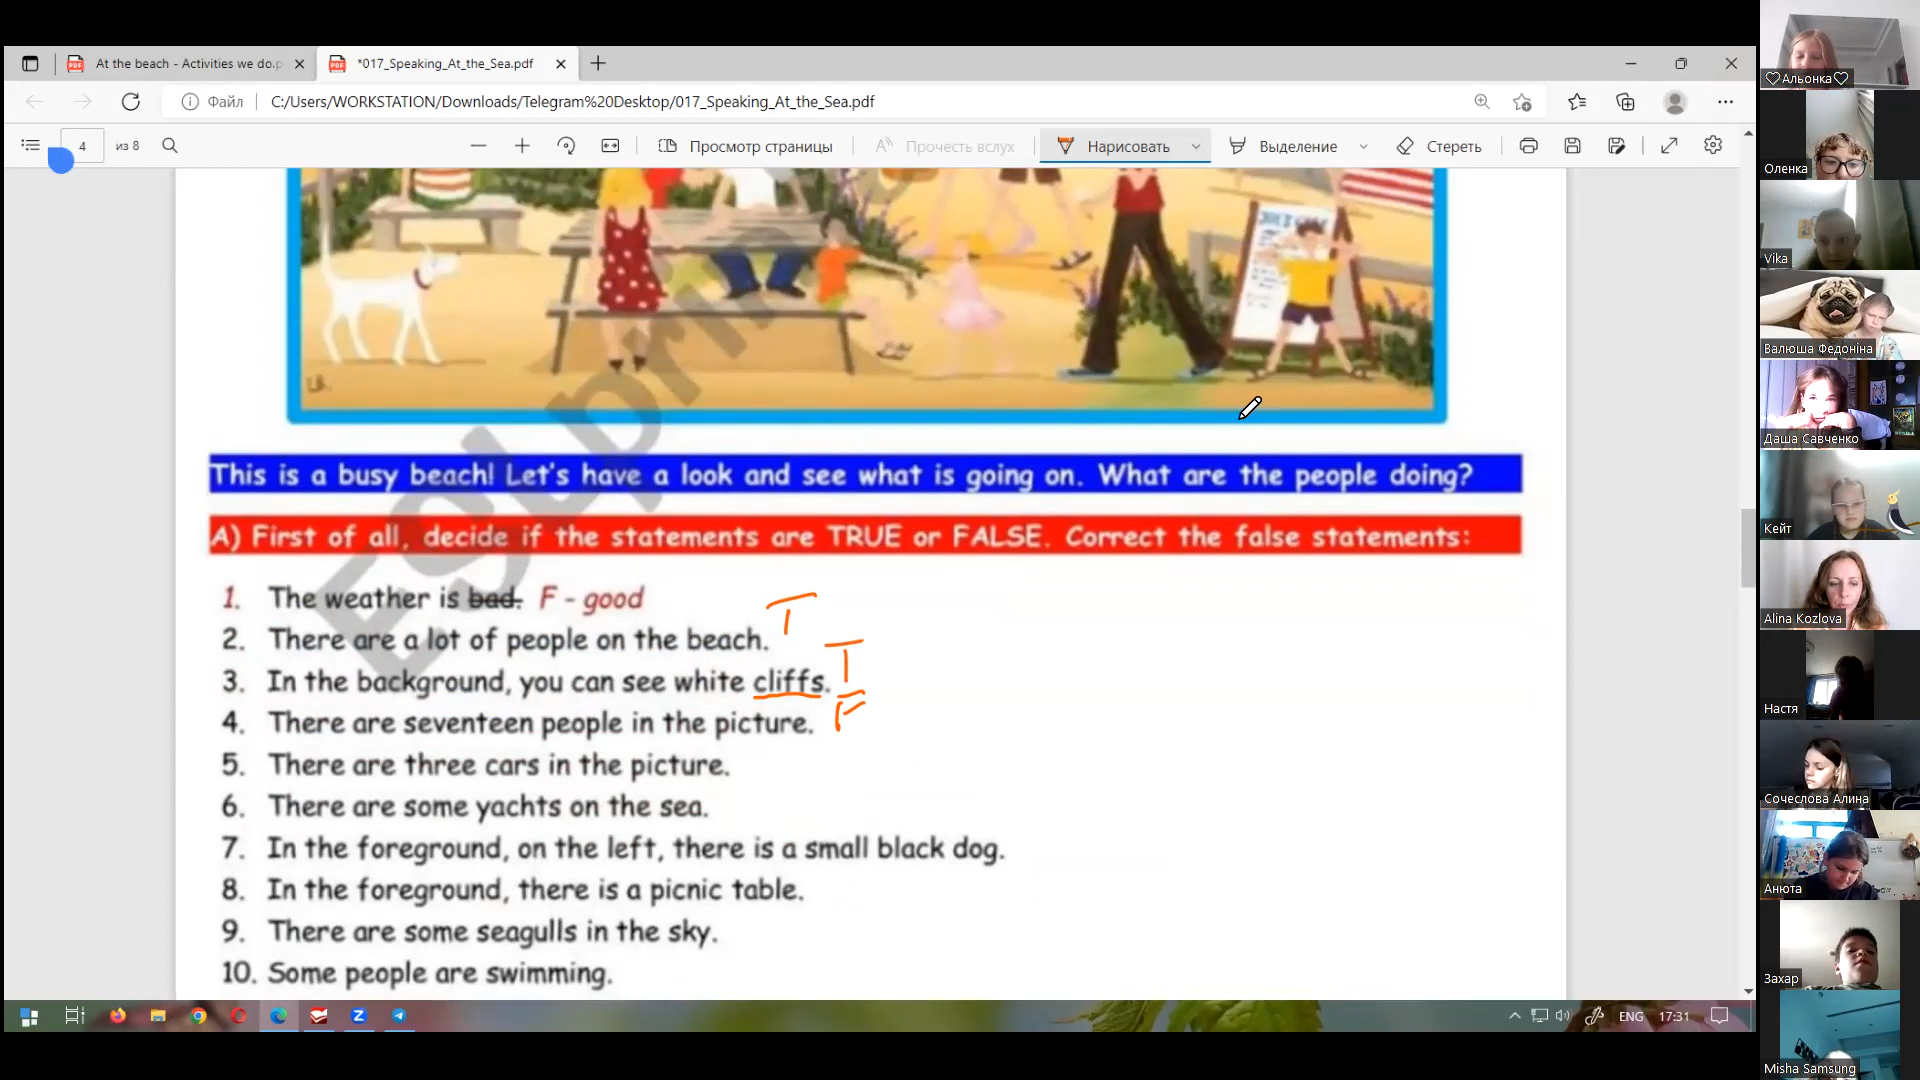 At the beach - Activities we do.p
*017_Speaking_At_the_Sea.pdf
Файл C:/Users/WORKSTATION/Downloads/Telegram%20Desktop/017_Speaking_At_the_Sea.pdf
4 из 8 Просмотр страницы Прочесть вслух Нарисовать Выделение Стереть
This is a busy beach! Let's have a look and see what is going on. What are the people doing?
A) First of all, decide if the statements are TRUE or FALSE. Correct the false statements:
1. The weather is bad. F - good
2. There are a lot of people on the beach. T
3. In the background, you can see white cliffs. T
4. There are seventeen people in the picture. F
5. There are three cars in the picture.
6. There are some yachts on the sea.
7. In the foreground, on the left, there is a small black dog.
8. In the foreground, there is a picnic table.
9. There are some seagulls in the sky.
10. Some people are swimming.
ENG 17:31
♡Альонка♡
Оленка
Vika
Валюша Федоніна
Даша Савченко
Кейт
Alina Kozlova
Настя
Сочеслова Алина
Анюта
Захар
Misha Samsung